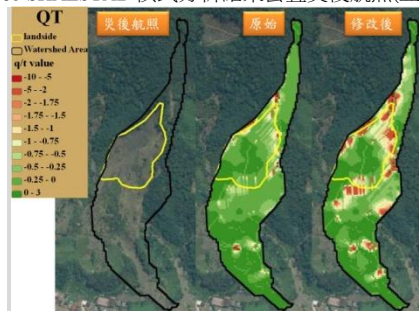 QT
landside
Watershed Area
q/t value
-10 - -5
-5 - -2
-2 - -1.75
-1.75 - -1.5
-1.5 - -1
-1 - -0.75
-0.75 - -0.5
-0.5 - -0.25
-0.25 - 0
0 - 3
災後航照
原始
修改後